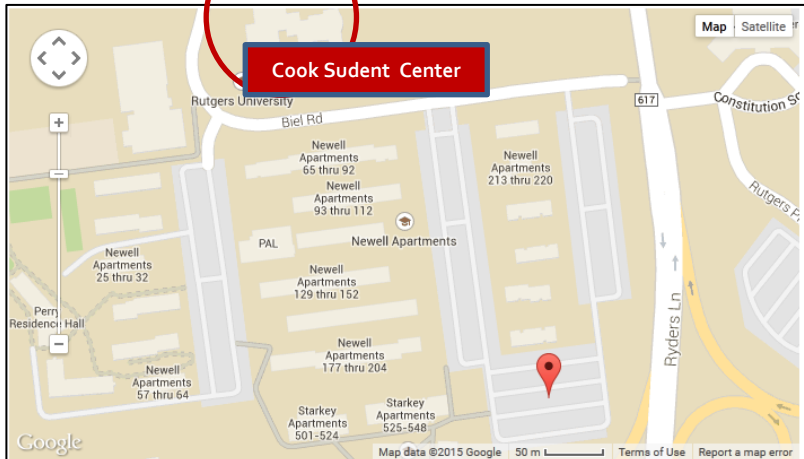 Map
Satellite
Cook Sudent Center
Rutgers University
Biel Rd
617
Constitution Sq
Newell
Apartments
65 thru 92
Newell
Apartments
213 thru 220
Newell
Apartments
93 thru 112
Rutgers P
PAL
Newell Apartments
Newell
Apartments
25 thru 32
Newell
Apartments
129 thru 152
Perry
Residence Hall
Ryders Ln
Newell
Apartments
177 thru 204
Newell
Apartments
57 thru 64
Starkey
Apartments
501-524
Starkey
Apartments
525-548
Google
Map data ©2015 Google
50 m
Terms of Use
Report a map error